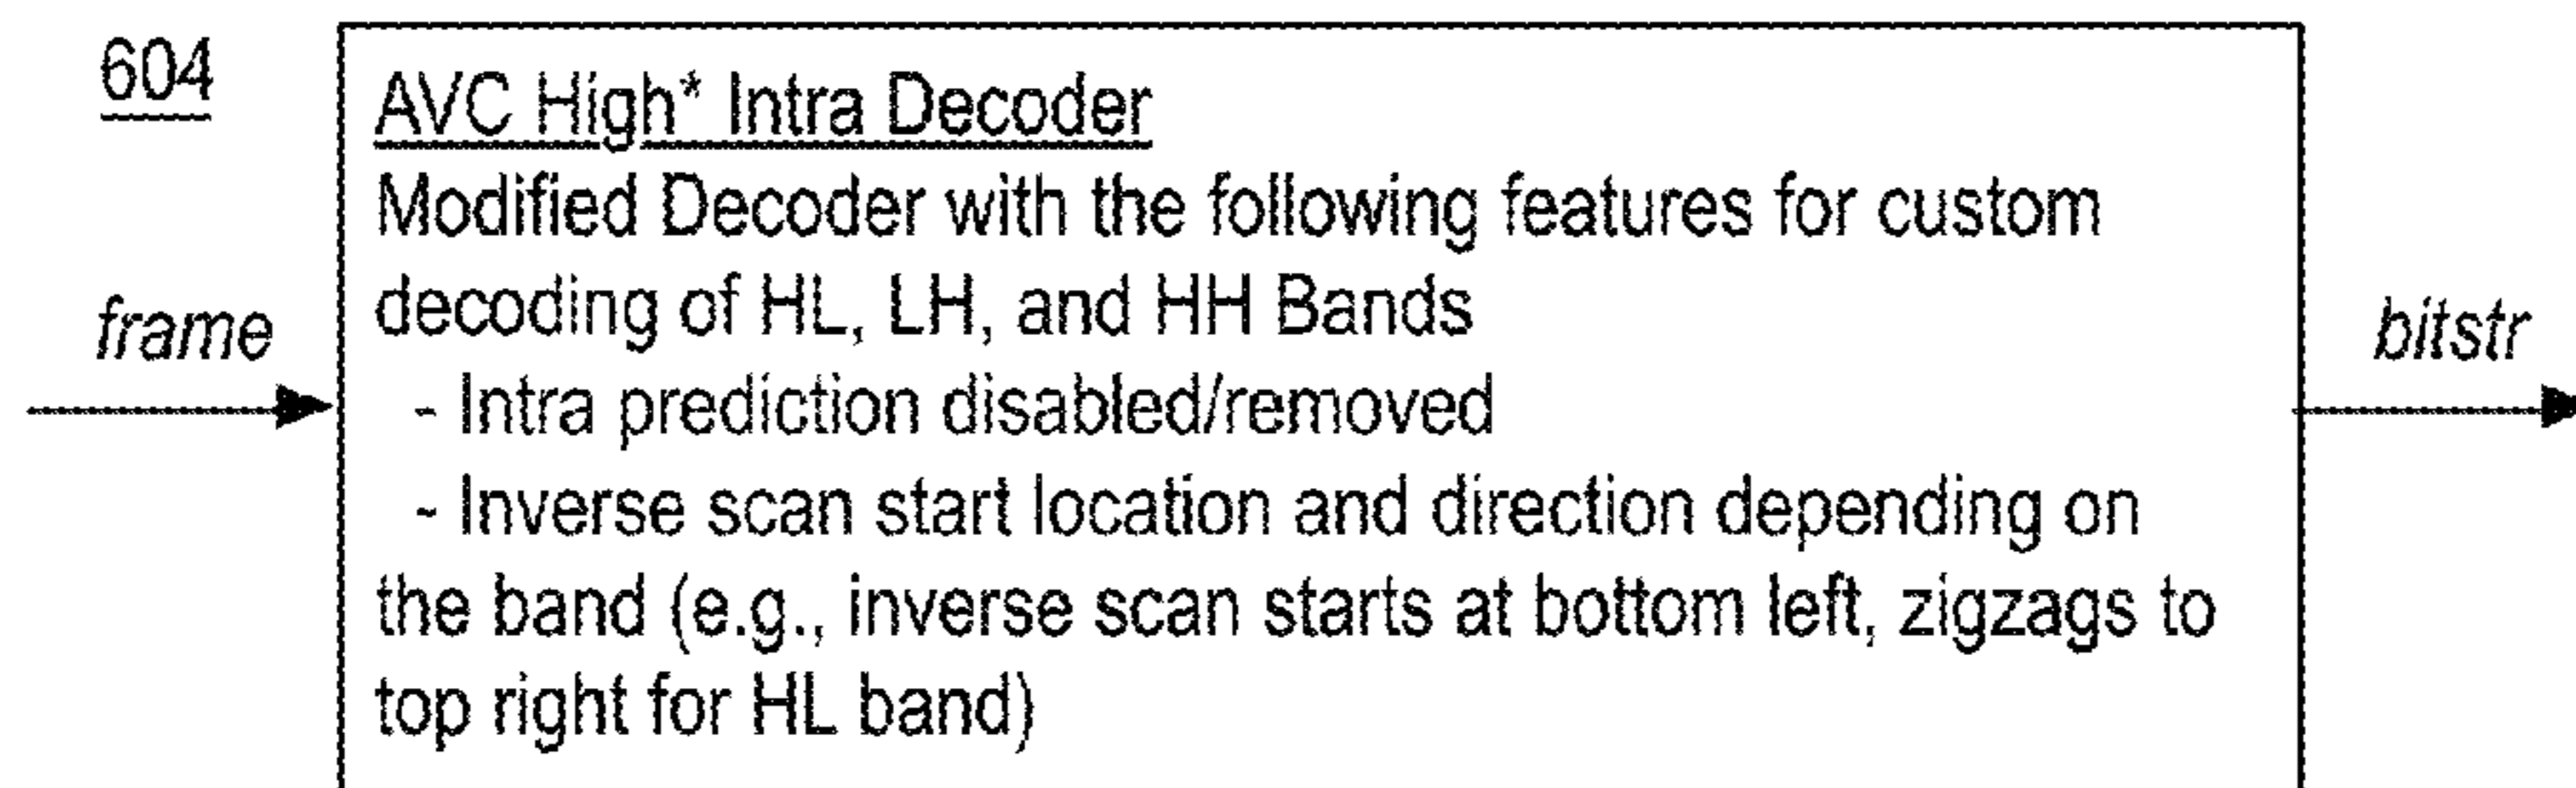 604
AVC High* Intra Decoder
Modified Decoder with the following features for custom
decoding of HL, LH, and HH Bands
frame
bitstr
- Intra prediction disabled/removed
- Inverse scan start location and direction depending on
the band (e.g., inverse scan starts at bottom left, zigzags to
top right for HL band)